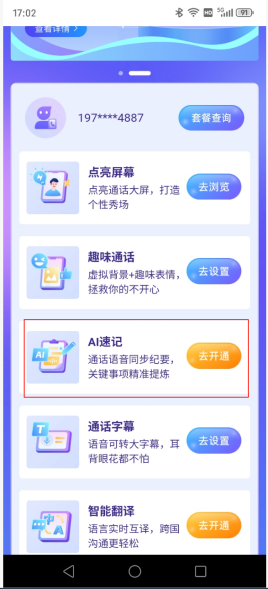 17:02
5G
91
查看详情 >
197****4887
套餐查询
点亮屏幕
点亮通话大屏，打造
个性秀场
去浏览
趣味通话
虚拟背景+趣味表情，
拯救你的不开心
去设置
AI
AI速记
通话语音同步纪要，
关键事项精准提炼
去开通
T
通话字幕
语音可转大字幕，耳
背眼花都不怕
去设置
A
智能翻译
语言实时互译，跨国
沟通更轻松
去开通